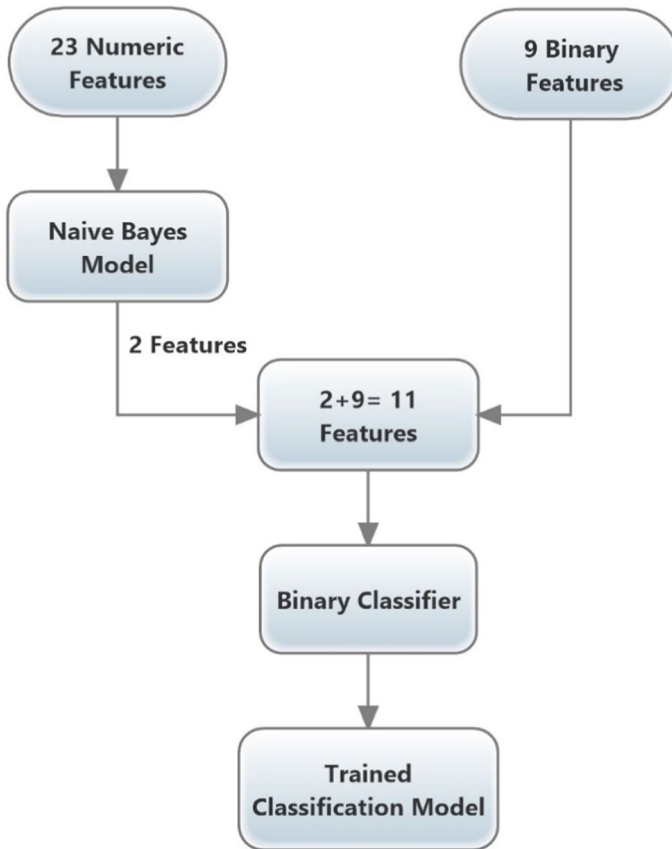 23 Numeric
Features
9 Binary
Features
Naive Bayes
Model
2 Features
2+9= 11
Features
Binary Classifier
Trained
Classification Model